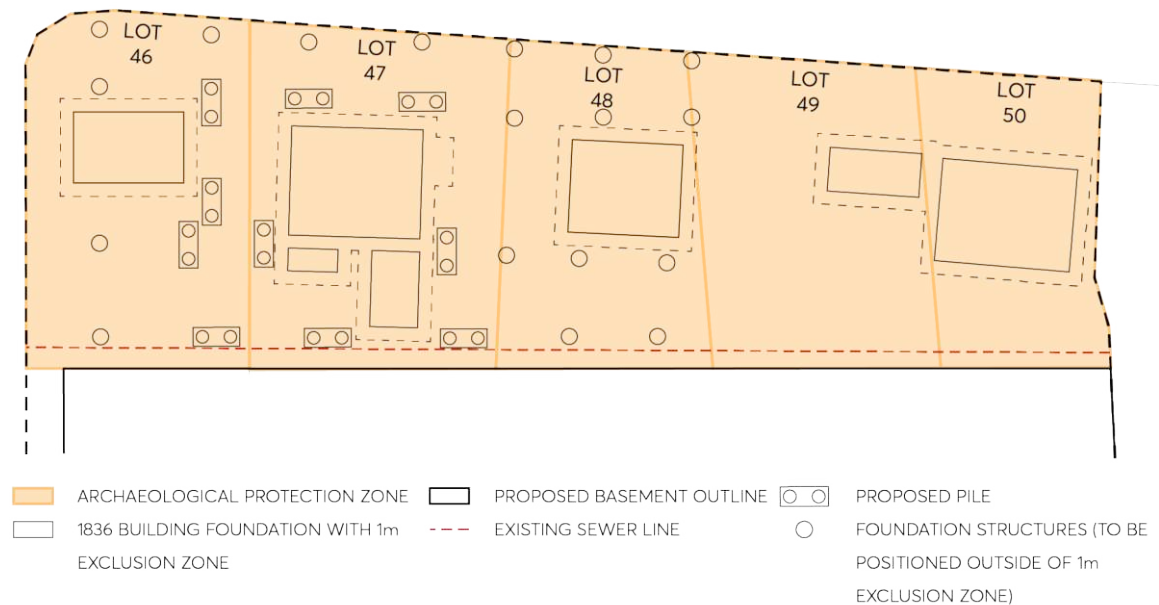 LOT
46
LOT
47
LOT
48
LOT
49
LOT
50
ARCHAEOLOGICAL PROTECTION ZONE
1836 BUILDING FOUNDATION WITH 1m
EXCLUSION ZONE
PROPOSED BASEMENT OUTLINE
EXISTING SEWER LINE
PROPOSED PILE
FOUNDATION STRUCTURES (TO BE
POSITIONED OUTSIDE OF 1m
EXCLUSION ZONE)